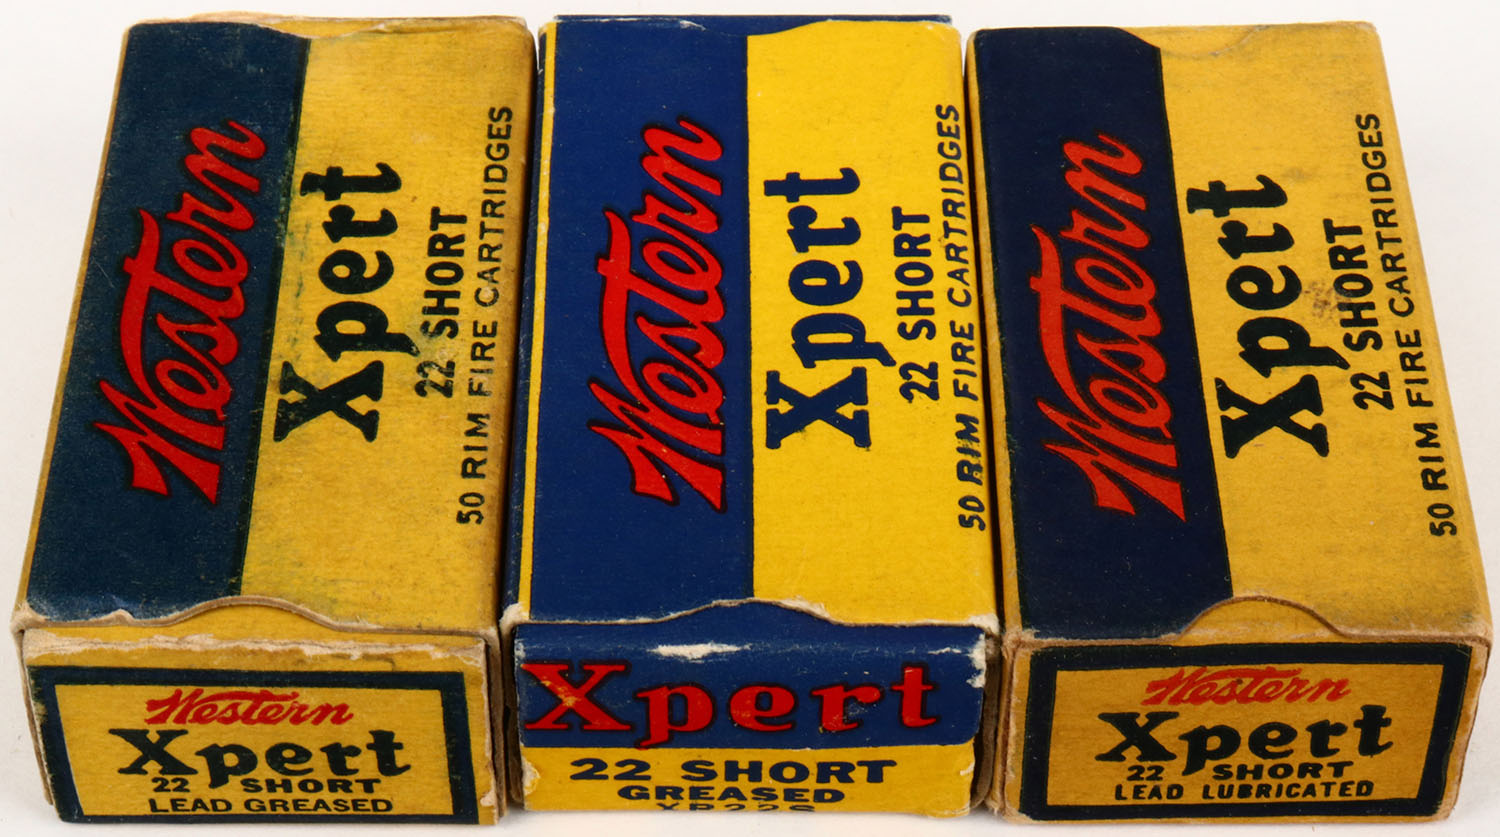 Western
Xpert
22 SHORT
50 RIM FIRE CARTRIDGES
Western
Xpert
22 SHORT
LEAD GREASED
Western
Xpert
22 SHORT
50 RIM FIRE CARTRIDGES
Xpert
22 SHORT
GREASED
Western
Xpert
22 SHORT
50 RIM FIRE CARTRIDGES
Western
Xpert
22 SHORT
LEAD LUBRICATED